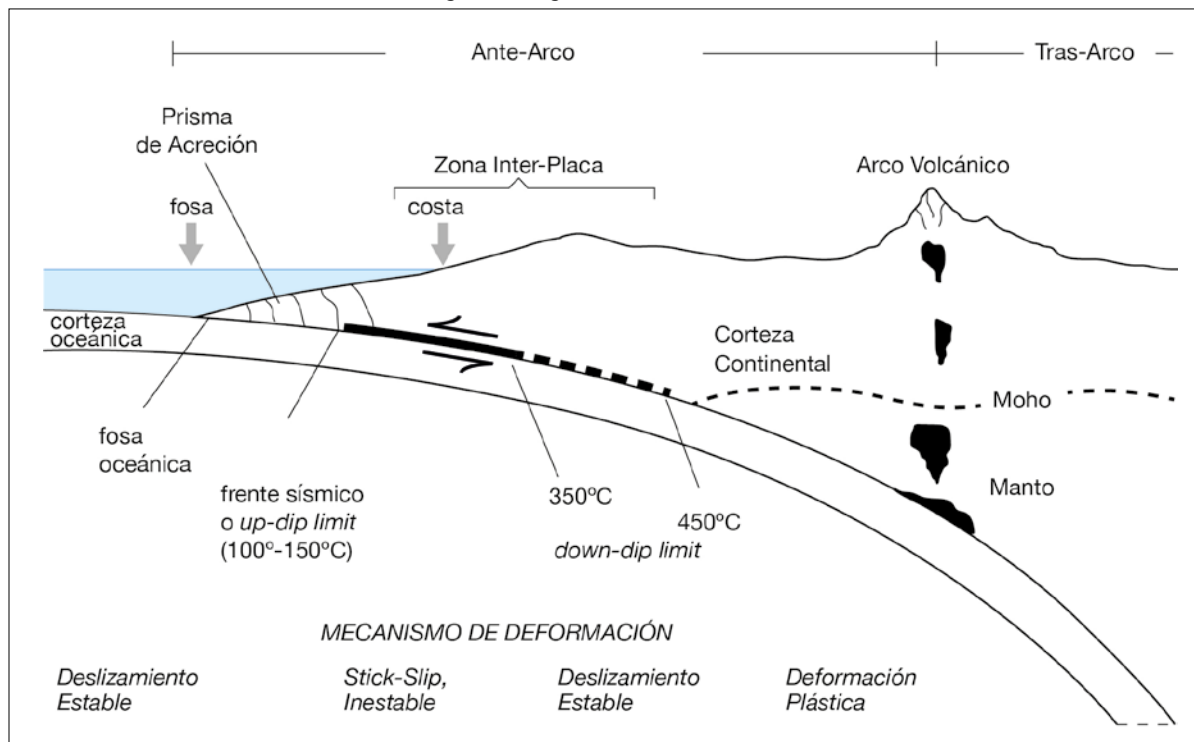 Ante-Arco
Tras-Arco
Prisma
de Acreción
Zona Inter-Placa
Arco Volcánico
fosa
costa
corteza
oceánica
Corteza
Continental
Moho
fosa
oceánica
frente sísmico
o up-dip limit
(100º-150ºC)
350ºC
450ºC
down-dip limit
Manto
MECANISMO DE DEFORMACIÓN
Deslizamiento
Estable
Stick-Slip,
Inestable
Deslizamiento
Estable
Deformación
Plástica